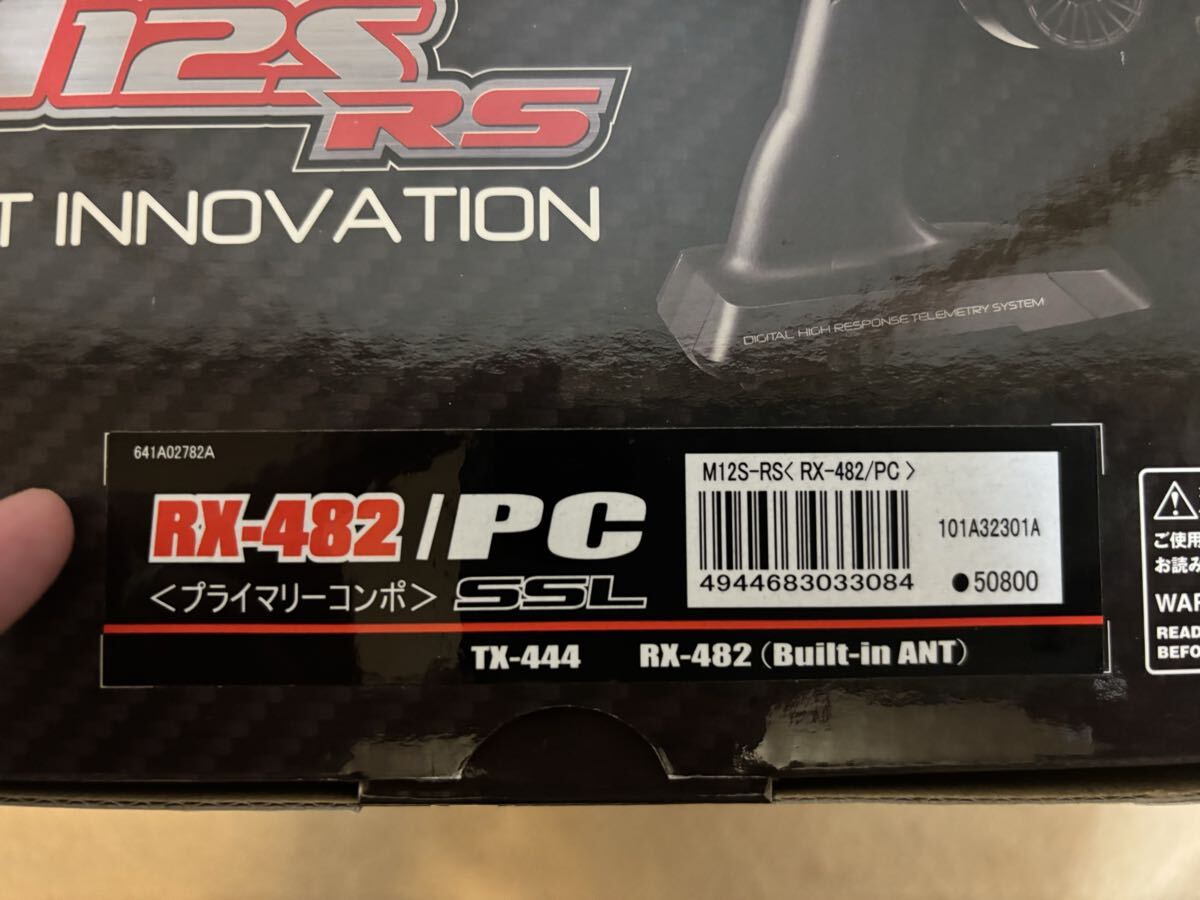 12S
RS
T INNOVATION
DIGITAL HIGH RESPONSE TELEMETRY SYSTEM
641A02782A
RX-482/PC
<プライマリーコンポ> SSL
M12S-RS< RX-482/PC >
101A32301A
4944683033084
●50800
TX-444 RX-482 (Built-in ANT)
ご使用
お読み
WAR
READ
BEFO